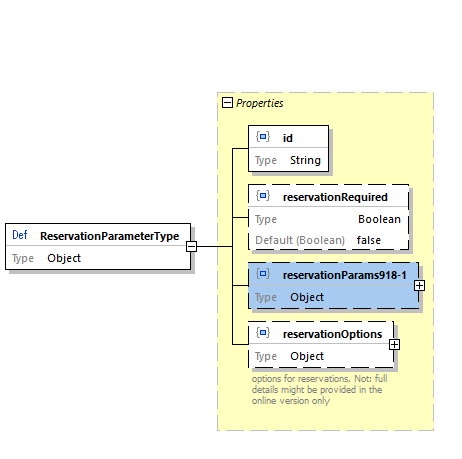 Properties
id
Type String
reservationRequired
Type Boolean
Default (Boolean) false
Def ReservationParameterType
Type Object
reservationParams918-1
Type Object
reservationOptions
Type Object
options for reservations, Not: full
details might be provided in the
online version only